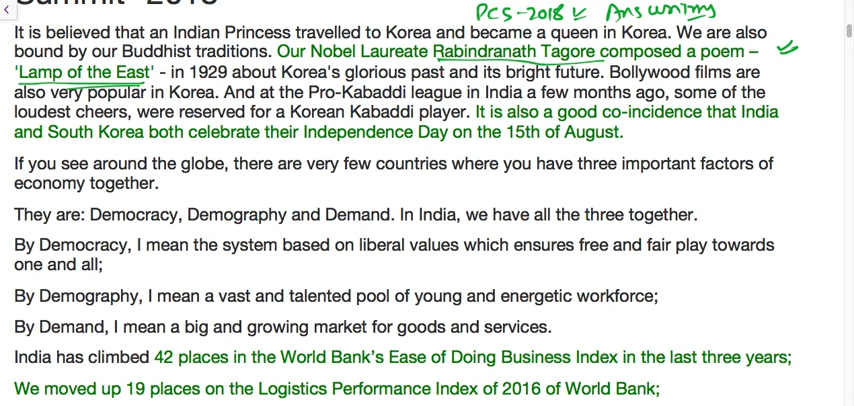 PCS-2018 Answriting
It is believed that an Indian Princess travelled to Korea and became a queen in Korea. We are also
bound by our Buddhist traditions. Our Nobel Laureate Rabindranath Tagore composed a poem –
'Lamp of the East' - in 1929 about Korea's glorious past and its bright future. Bollywood films are
also very popular in Korea. And at the Pro-Kabaddi league in India a few months ago, some of the
loudest cheers, were reserved for a Korean Kabaddi player. It is also a good co-incidence that India
and South Korea both celebrate their Independence Day on the 15th of August.
If you see around the globe, there are very few countries where you have three important factors of
economy together.
They are: Democracy, Demography and Demand. In India, we have all the three together.
By Democracy, I mean the system based on liberal values which ensures free and fair play towards
one and all;
By Demography, I mean a vast and talented pool of young and energetic workforce;
By Demand, I mean a big and growing market for goods and services.
India has climbed 42 places in the World Bank's Ease of Doing Business Index in the last three years;
We moved up 19 places on the Logistics Performance Index of 2016 of World Bank;